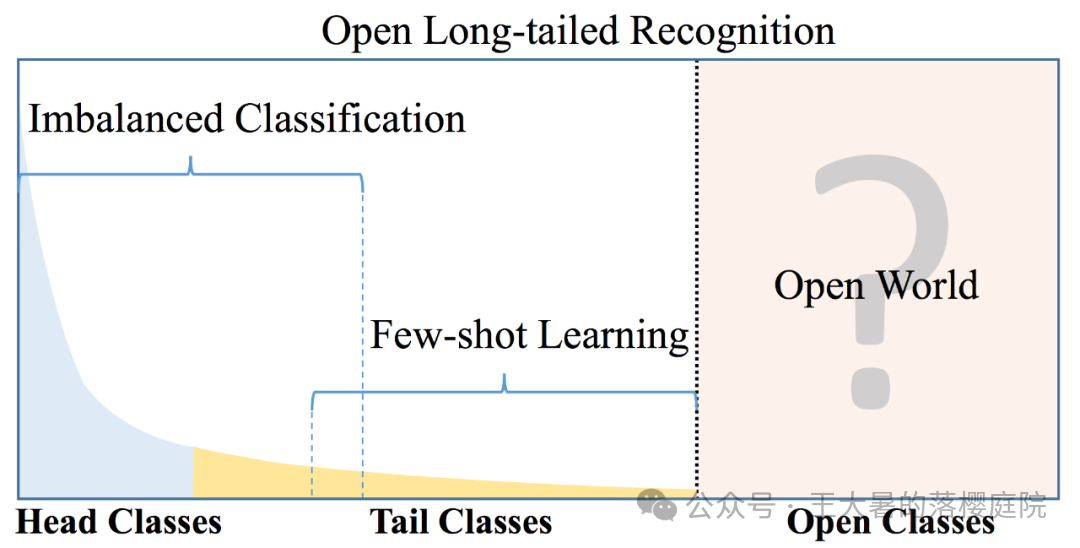 Open Long-tailed Recognition
Imbalanced Classification
?
Open World
Few-shot Learning
公众号 · 王大暑的落樱庭院
Head Classes
Tail Classes
Open Classes